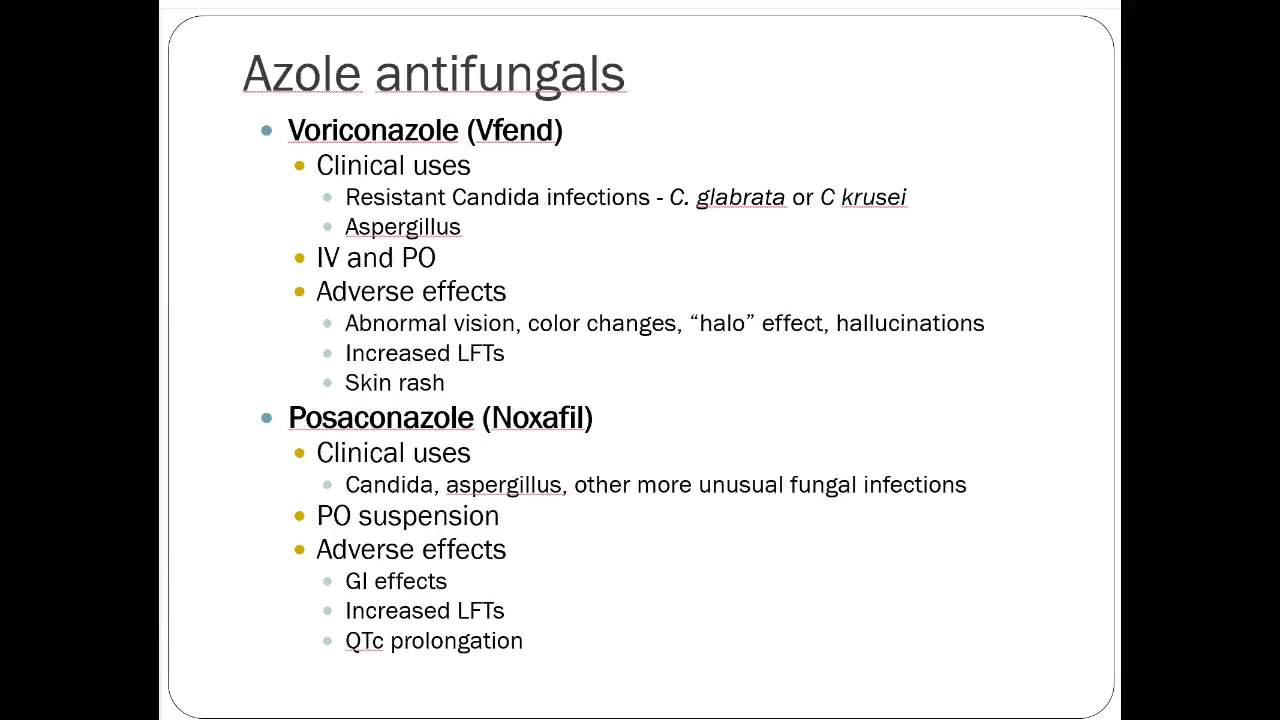 Azole antifungals
Voriconazole (Vfend)
Clinical uses
Resistant Candida infections - C. glabrata or C krusei
Aspergillus
IV and PO
Adverse effects
Abnormal vision, color changes, “halo” effect, hallucinations
Increased LFTs
Skin rash
Posaconazole (Noxafil)
Clinical uses
Candida, aspergillus, other more unusual fungal infections
PO suspension
Adverse effects
GI effects
Increased LFTs
QTc prolongation